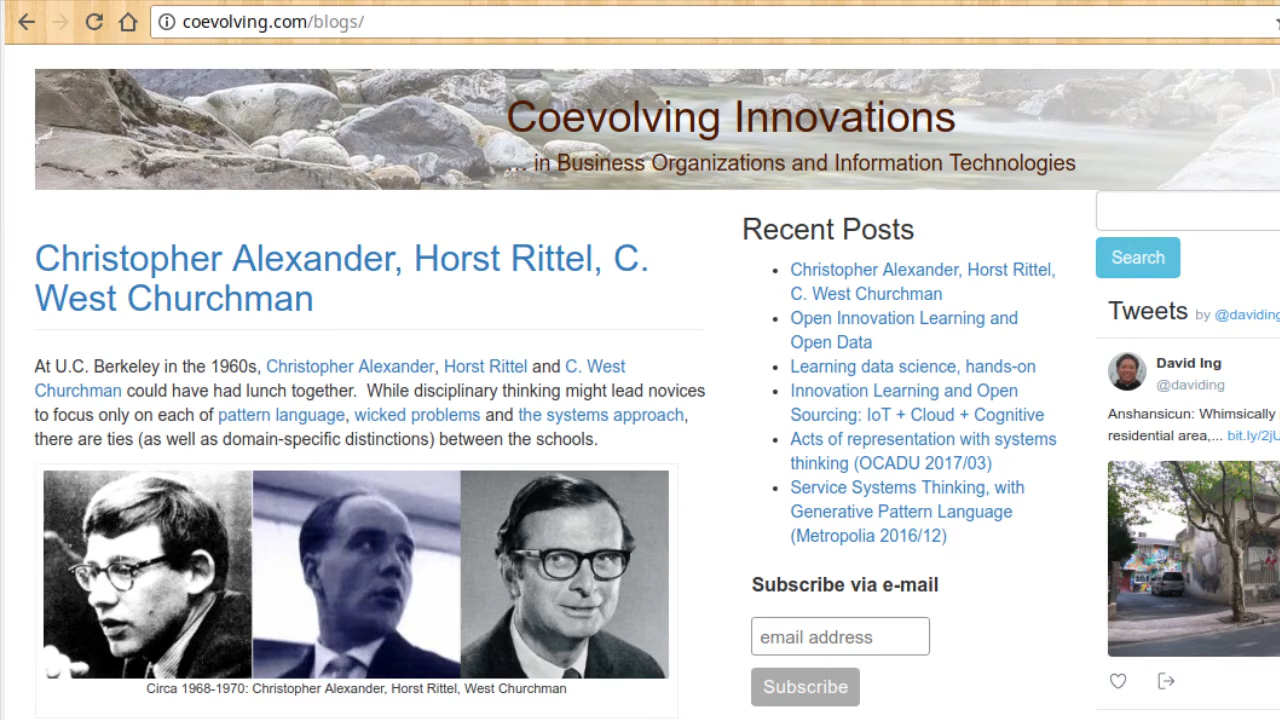 coevolving.com/blogs/
Coevolving Innovations
... in Business Organizations and Information Technologies
Christopher Alexander, Horst Rittel, C.
West Churchman
At U.C. Berkeley in the 1960s, Christopher Alexander, Horst Rittel and C. West
Churchman could have had lunch together. While disciplinary thinking might lead novices
to focus only on each of pattern language, wicked problems and the systems approach,
there are ties (as well as domain-specific distinctions) between the schools.
Circa 1968-1970: Christopher Alexander, Horst Rittel, West Churchman
Recent Posts
Christopher Alexander, Horst Rittel,
C. West Churchman
Open Innovation Learning and
Open Data
Learning data science, hands-on
Innovation Learning and Open
Sourcing: IoT + Cloud + Cognitive
Acts of representation with systems
thinking (OCADU 2017/03)
Service Systems Thinking, with
Generative Pattern Language
(Metropolia 2016/12)
Subscribe via e-mail
email address
Subscribe
Search
Tweets by @daviding
David Ing
@daviding
Anshansicun: Whimsically
residential area,... bit.ly/2jU